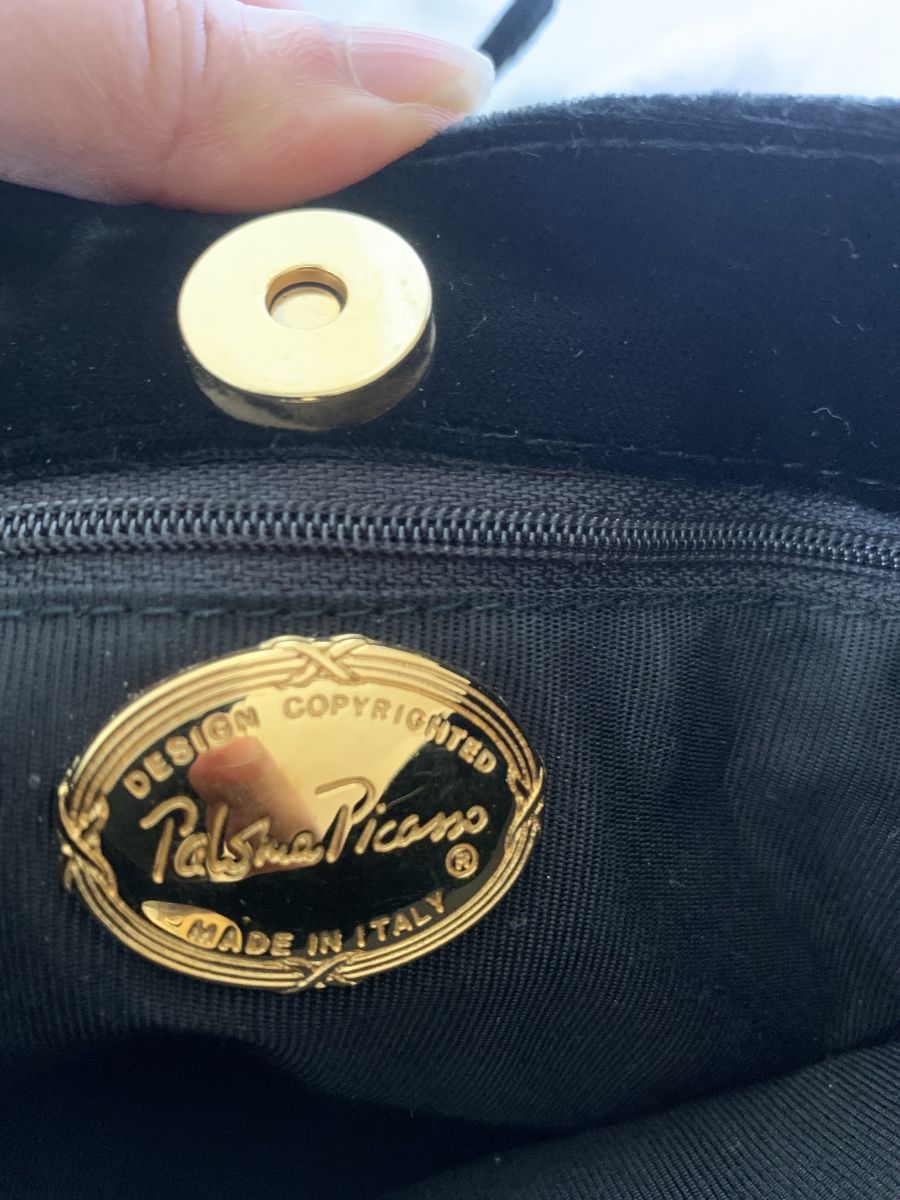 DESIGN COPYRIGHTED
Paloma Picasso ®
MADE IN ITALY